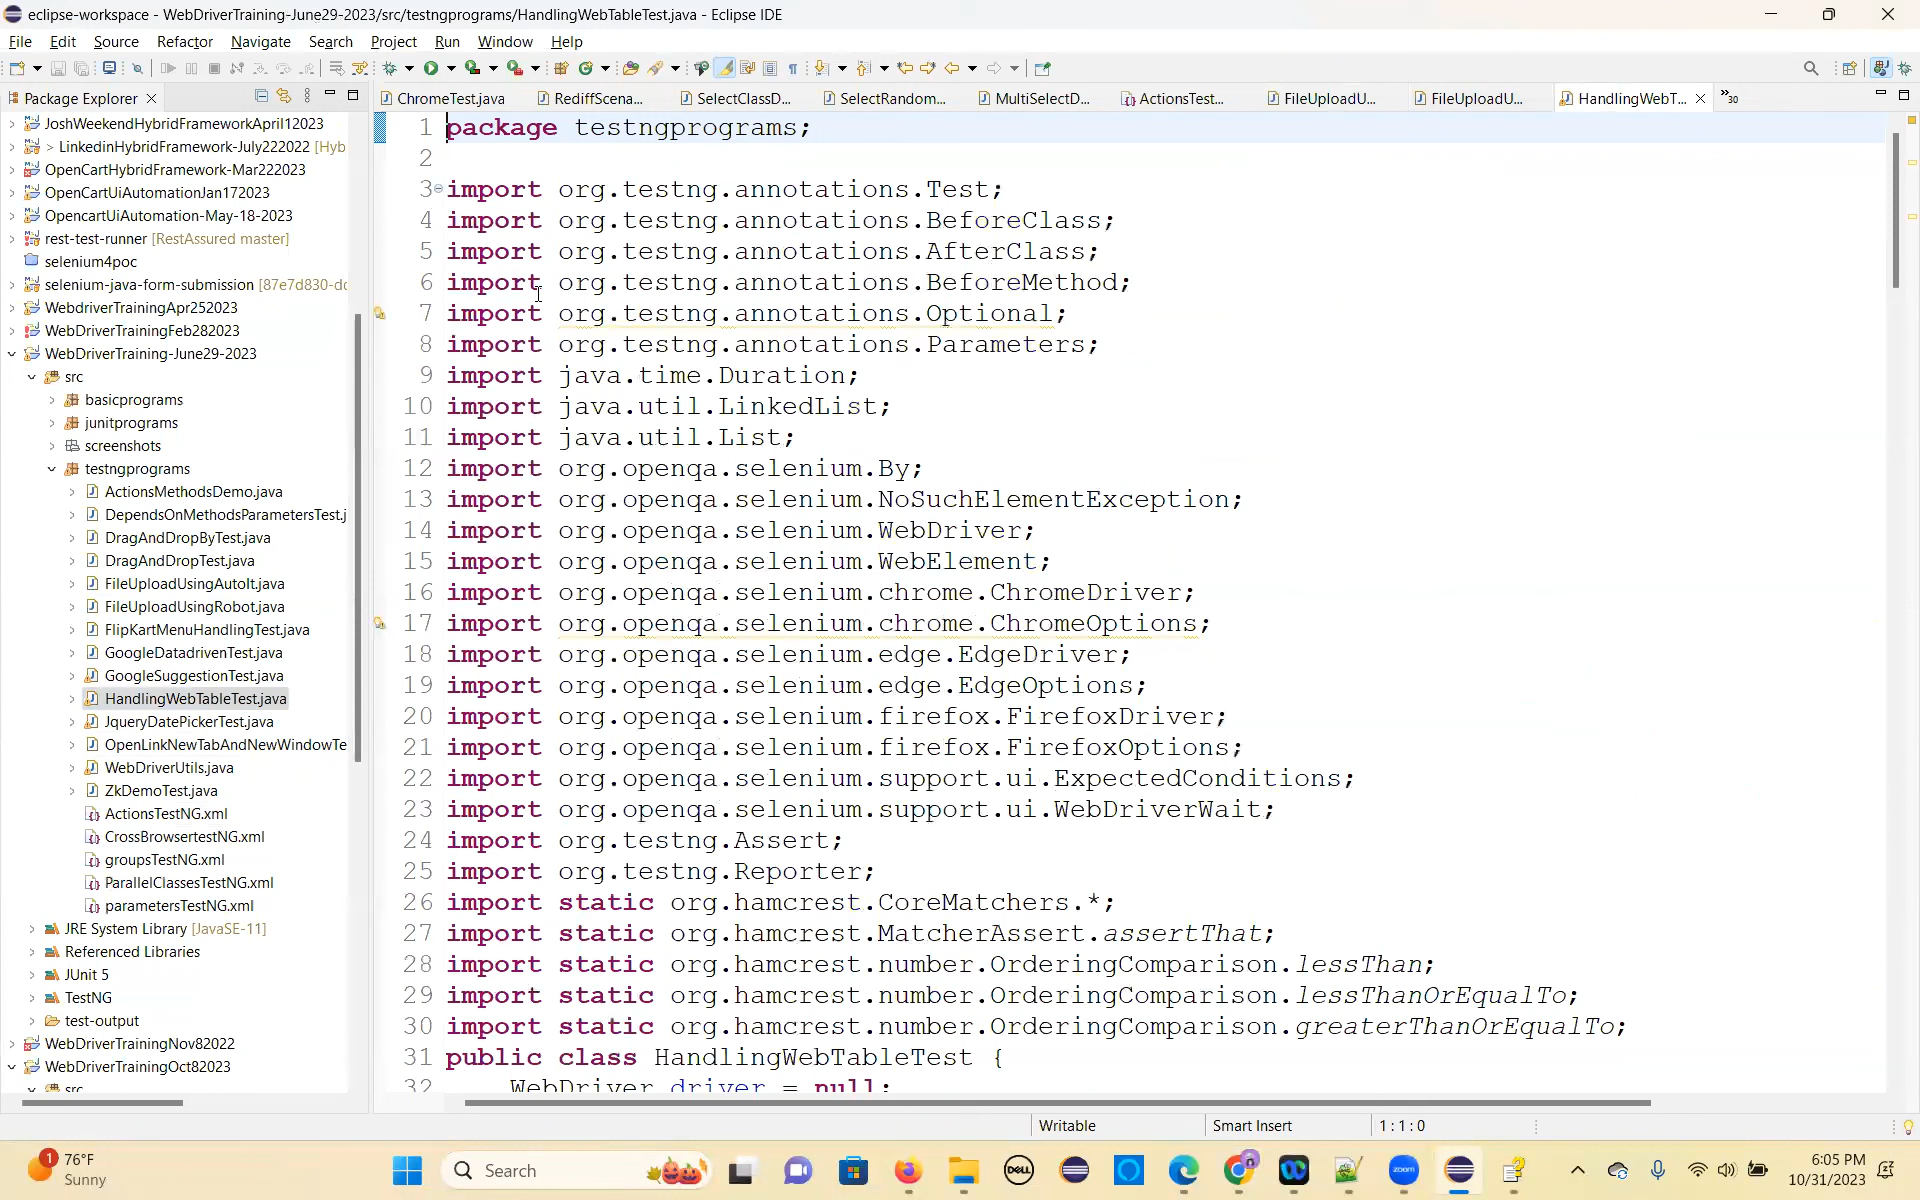 eclipse-workspace - WebDriverTraining-June29-2023/src/testngprograms/HandlingWebTableTest.java - Eclipse IDE
File Edit Source Refactor Navigate Search Project Run Window Help
Package Explorer
ChromeTest.java RediffScena... SelectClassD... SelectRandom... MultiSelectD... ActionsTest... FileUploadU... FileUploadU... HandlingWebT... »30
JoshWeekendHybridFrameworkApril12023
> LinkedinHybridFramework-July222022 [Hyb
OpenCartHybridFramework-Mar222023
OpenCartUiAutomationJan172023
OpencartUiAutomation-May-18-2023
rest-test-runner [RestAssured master]
selenium4poc
selenium-java-form-submission [87e7d830-dc
WebdriverTrainingApr252023
WebDriverTrainingFeb282023
WebDriverTraining-June29-2023
src
basicprograms
junitprograms
screenshots
testngprograms
ActionsMethodsDemo.java
DependsOnMethodsParametersTest.j
DragAndDropByTest.java
DragAndDropTest.java
FileUploadUsingAutoIt.java
FileUploadUsingRobot.java
FlipKartMenuHandlingTest.java
GoogleDatadrivenTest.java
GoogleSuggestionTest.java
HandlingWebTableTest.java
JqueryDatePickerTest.java
OpenLinkNewTabAndNewWindowTe
WebDriverUtils.java
ZkDemoTest.java
ActionsTestNG.xml
CrossBrowsertestNG.xml
groupsTestNG.xml
ParallelClassesTestNG.xml
parametersTestNG.xml
JRE System Library [JavaSE-11]
Referenced Libraries
JUnit 5
TestNG
test-output
WebDriverTrainingNov82022
WebDriverTrainingOct82023
src
1 package testngprograms;
2
3 import org.testng.annotations.Test;
4 import org.testng.annotations.BeforeClass;
5 import org.testng.annotations.AfterClass;
6 import org.testng.annotations.BeforeMethod;
7 import org.testng.annotations.Optional;
8 import org.testng.annotations.Parameters;
9 import java.time.Duration;
10 import java.util.LinkedList;
11 import java.util.List;
12 import org.openqa.selenium.By;
13 import org.openqa.selenium.NoSuchElementException;
14 import org.openqa.selenium.WebDriver;
15 import org.openqa.selenium.WebElement;
16 import org.openqa.selenium.chrome.ChromeDriver;
17 import org.openqa.selenium.chrome.ChromeOptions;
18 import org.openqa.selenium.edge.EdgeDriver;
19 import org.openqa.selenium.edge.EdgeOptions;
20 import org.openqa.selenium.firefox.FirefoxDriver;
21 import org.openqa.selenium.firefox.FirefoxOptions;
22 import org.openqa.selenium.support.ui.ExpectedConditions;
23 import org.openqa.selenium.support.ui.WebDriverWait;
24 import org.testng.Assert;
25 import org.testng.Reporter;
26 import static org.hamcrest.CoreMatchers.*;
27 import static org.hamcrest.MatcherAssert.assertThat;
28 import static org.hamcrest.number.OrderingComparison.lessThan;
29 import static org.hamcrest.number.OrderingComparison.lessThanOrEqualTo;
30 import static org.hamcrest.number.OrderingComparison.greaterThanOrEqualTo;
31 public class HandlingWebTableTest {
32 WebDriver driver = null;
Writable Smart Insert 1 : 1 : 0
1 76°F
Sunny
Search
DELL
zoom
6:05 PM
10/31/2023